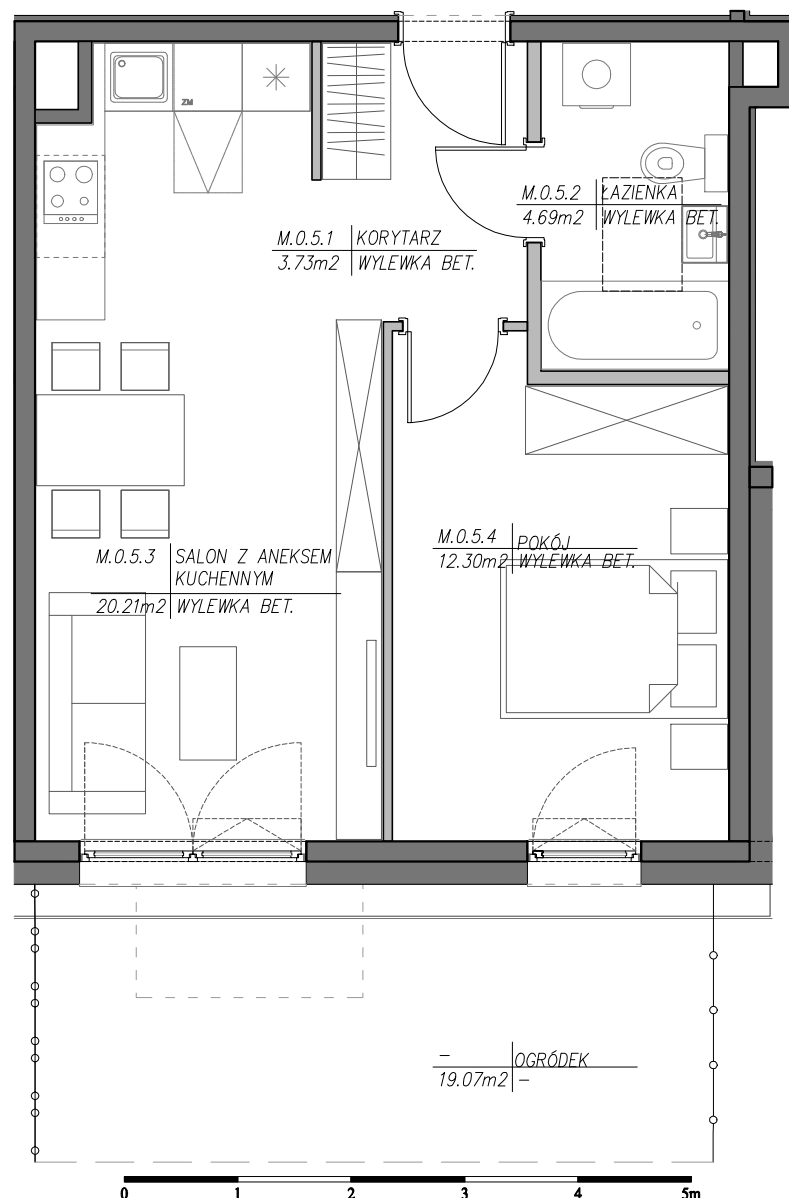 ZM
M.0.5.2 ŁAZIENKA
4.69m2 WYLEWKA BET.
M.0.5.1 KORYTARZ
3.73m2 WYLEWKA BET.
M.0.5.3 SALON Z ANEKSEM
KUCHENNYM
20.21m2 WYLEWKA BET.
M.0.5.4 POKÓJ
12.30m2 WYLEWKA BET.
- OGRÓDEK
19.07m2 -
0 1 2 3 4 5m